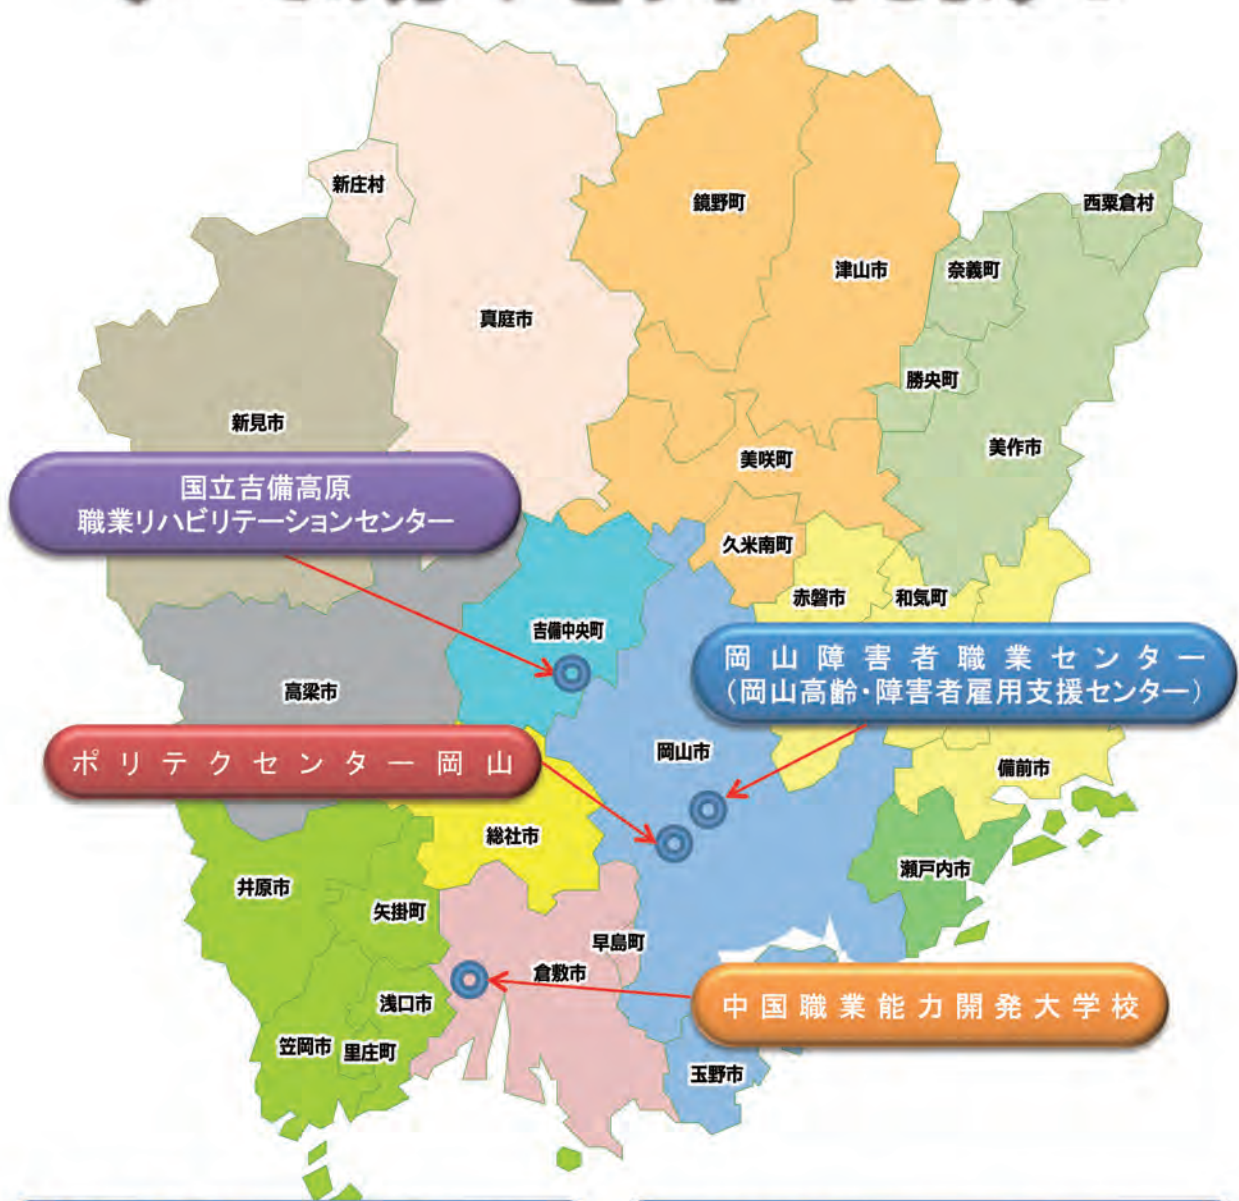 新庄村
鏡野町
西粟倉村
津山市
奈義町
真庭市
勝央町
新見市
美作市
美咲町
国立吉備高原
職業リハビリテーションセンター
久米南町
赤磐市
和気町
吉備中央町
岡山障害者職業センター
(岡山高齢・障害者雇用支援センター)
高梁市
岡山市
ポリテクセンター岡山
備前市
総社市
瀬戸内市
井原市
矢掛町
早島町
倉敷市
浅口市
中国職業能力開発大学校
笠岡市
里庄町
玉野市